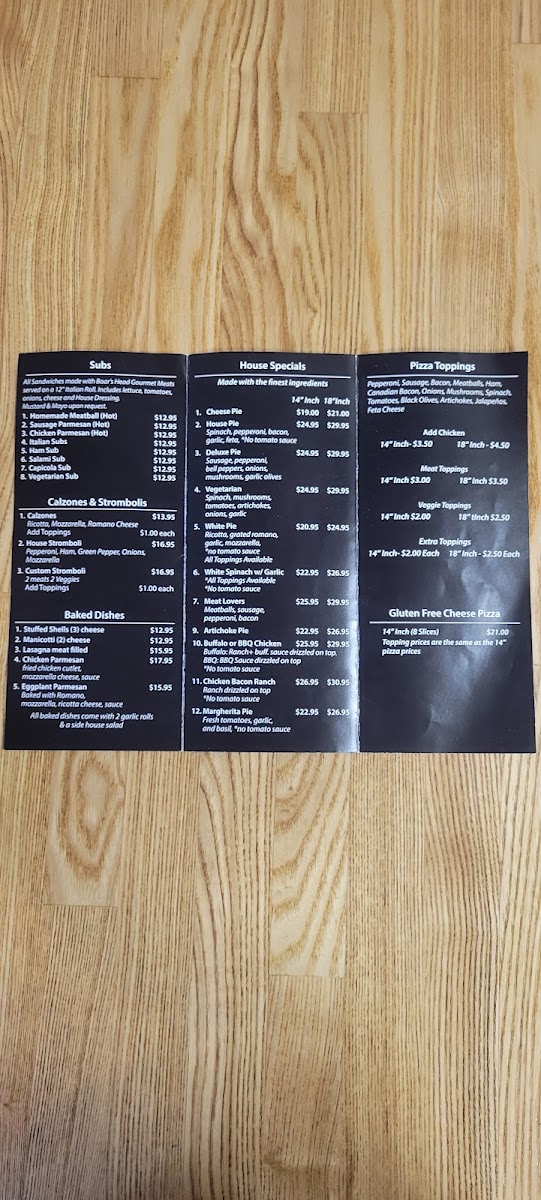 Subs
All Sandwiches made with Boar's Head Gourmet Meats
served on a 12" Italian Roll. Includes lettuce, tomatoes,
onions, cheese and House Dressing.
Mustard & Mayo upon request.
1. Homemade Meatball (Hot) $12.95
2. Sausage Parmesan (Hot) $12.95
3. Chicken Parmesan (Hot) $12.95
4. Italian Subs $12.95
5. Ham Sub $12.95
6. Salami Sub $12.95
7. Capicola Sub $12.95
8. Vegetarian Sub $12.95
Calzones & Strombolis
1. Calzones $13.95
Ricotta, Mozzarella, Romano Cheese
Add Toppings $1.00 each
2. House Stromboli $16.95
Pepperoni, Ham, Green Pepper, Onions,
Mozzarella
3. Custom Stromboli $16.95
2 meats 2 Veggies
Add Toppings $1.00 each
Baked Dishes
1. Stuffed Shells (3) cheese $12.95
2. Manicotti (2) cheese $12.95
3. Lasagna meat filled $15.95
4. Chicken Parmesan $17.95
fried chicken cutlet,
mozzarella cheese, sauce
5. Eggplant Parmesan $15.95
Baked with Romano,
mozzarella, ricotta cheese, sauce
All baked dishes come with 2 garlic rolls
& a side house salad
House Specials
Made with the finest ingredients
14" Inch 18"Inch
1. Cheese Pie $19.00 $21.00
2. House Pie $24.95 $29.95
Spinach, pepperoni, bacon,
garlic, feta, *No tomato sauce
3. Deluxe Pie $24.95 $29.95
Sausage, pepperoni,
bell peppers, onions,
mushrooms, garlic olives
4. Vegetarian $24.95 $29.95
Spinach, mushrooms,
tomatoes, artichokes,
onions, garlic
5. White Pie $20.95 $24.95
Ricotta, grated romano,
garlic, mozzarella,
*no tomato sauce
All Toppings Available
6. White Spinach w/ Garlic $22.95 $26.95
*All Toppings Available
*No tomato sauce
7. Meat Lovers $25.95 $29.95
Meatballs, sausage,
pepperoni, bacon
9. Artichoke Pie $22.95 $26.95
10. Buffalo or BBQ Chicken $25.95 $29.95
Buffalo: Ranch+ buff. sauce drizzled on top.
BBQ: BBQ Sauce dirzzled on top
*No tomato sauce
11. Chicken Bacon Ranch $26.95 $30.95
Ranch drizzled on top
*No tomato sauce
12. Margherita Pie $22.95 $26.95
Fresh tomatoes, garlic,
and basil, *no tomato sauce
Pizza Toppings
Pepperoni, Sausage, Bacon, Meatballs, Ham,
Canadian Bacon, Onions, Mushrooms, Spinach,
Tomatoes, Black Olives, Artichokes, Jalapeños,
Feta Cheese
Add Chicken
14" Inch- $3.50 18" Inch - $4.50
Meat Toppings
14" Inch $3.00 18" Inch $3.50
Veggie Toppings
14" Inch $2.00 18" tInch $2.50
Extra Toppings
14" Inch- $2.00 Each 18" Inch - $2.50 Each
Gluten Free Cheese Pizza
14" Inch (8 Slices) $21.00
Topping prices are the same as the 14"
pizza prices